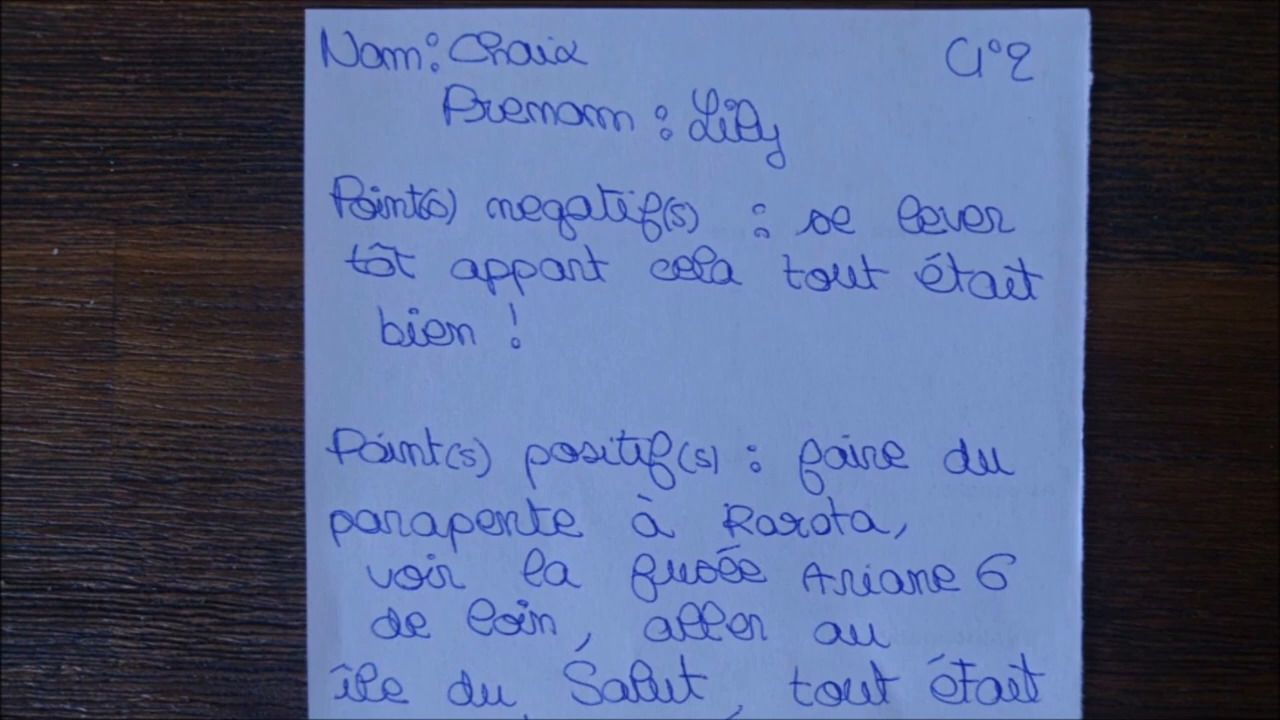 Nom : Chaix G°2
Prenom : Lily
Point(s) negatif(s) : se lever
tôt appart cela tout était
bien !
Point(s) positif(s) : faire du
parapente à Rorota,
voir la fusée Ariane 6
de loin, aller au
île du Salut, tout était